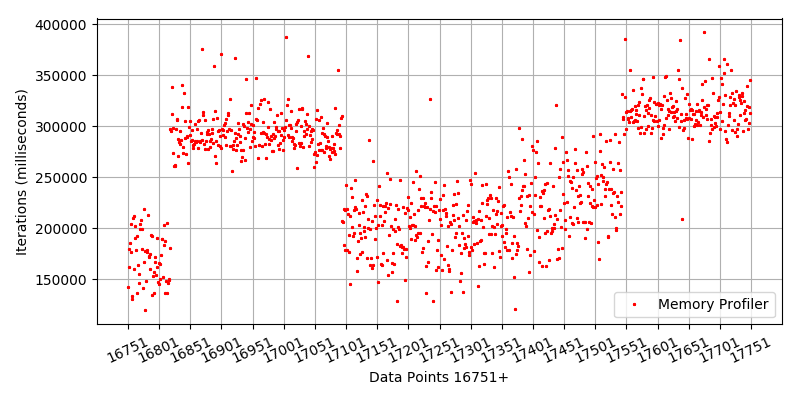 400000
350000
300000
250000
200000
150000
Iterations (milliseconds)
Memory Profiler
16751 16801 16851 16901 16951 17001 17051 17101 17151 17201 17251 17301 17351 17401 17451 17501 17551 17601 17651 17701 17751
Data Points 16751+